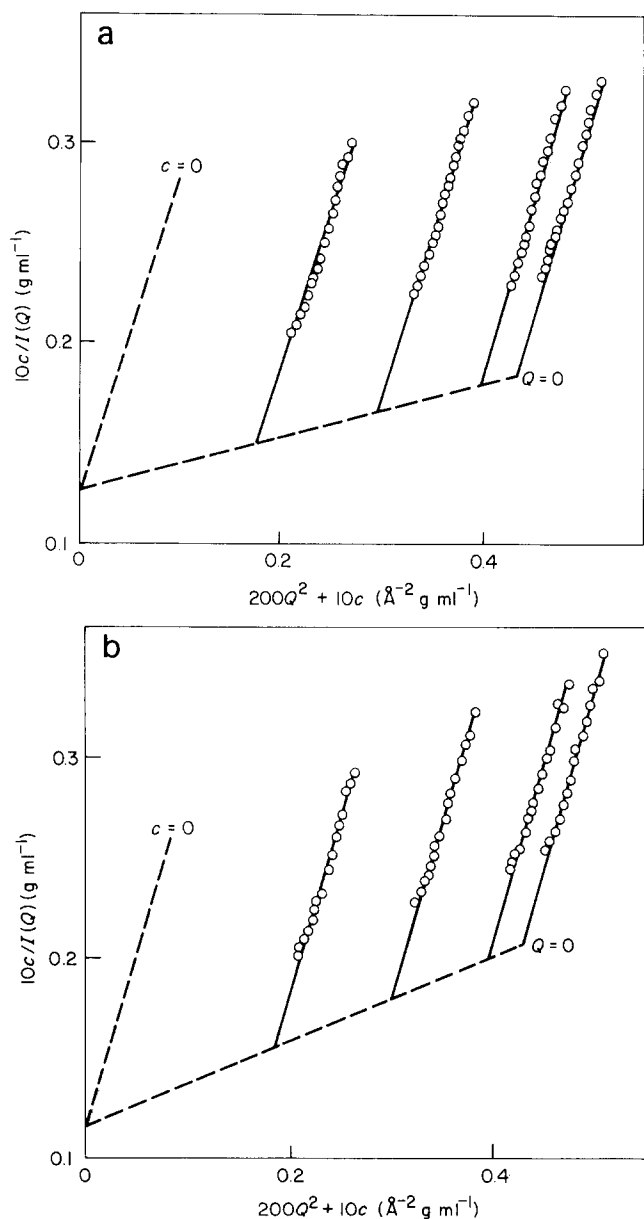 a
0.3
0.2
0.1
10c/I(Q) (g ml⁻¹)
c = 0
Q = 0
0
0.2
0.4
200Q² + 10c (Å⁻² g ml⁻¹)
b
0.3
0.2
0.1
10c/I(Q) (g ml⁻¹)
c = 0
Q = 0
0
0.2
0.4
200Q² + 10c (Å⁻² g ml⁻¹)